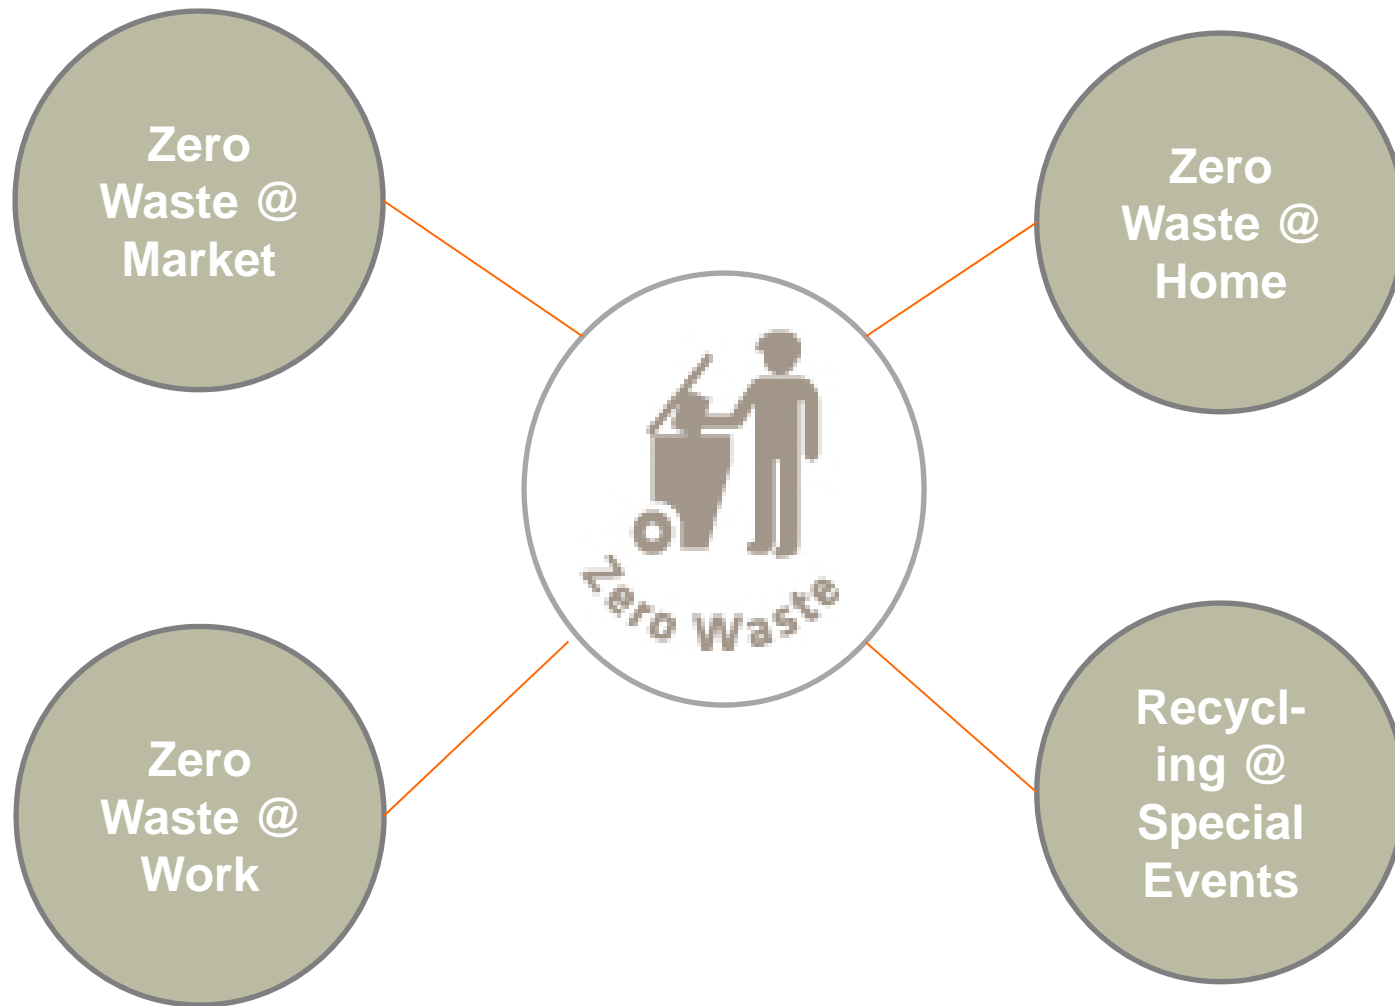 Zero
Waste @
Market
Zero
Waste @
Home
Zero Waste
Zero
Waste @
Work
Recycl-
ing @
Special
Events